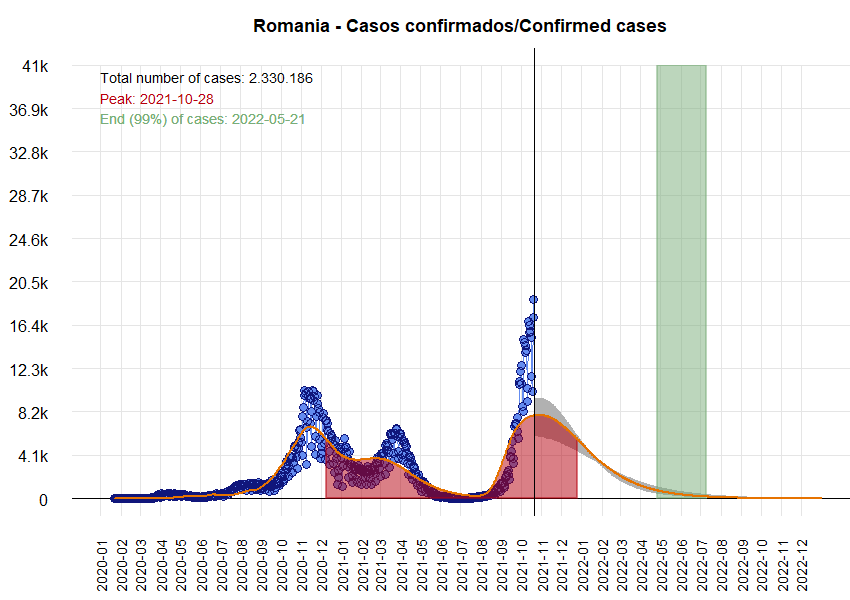 Romania - Casos confirmados/Confirmed cases
41k
36.9k
32.8k
28.7k
24.6k
20.5k
16.4k
12.3k
8.2k
4.1k
0
Total number of cases: 2.330.186
Peak: 2021-10-28
End (99%) of cases: 2022-05-21
2020-01
2020-02
2020-03
2020-04
2020-05
2020-06
2020-07
2020-08
2020-09
2020-10
2020-11
2020-12
2021-01
2021-02
2021-03
2021-04
2021-05
2021-06
2021-07
2021-08
2021-09
2021-10
2021-11
2021-12
2022-01
2022-02
2022-03
2022-04
2022-05
2022-06
2022-07
2022-08
2022-09
2022-10
2022-11
2022-12